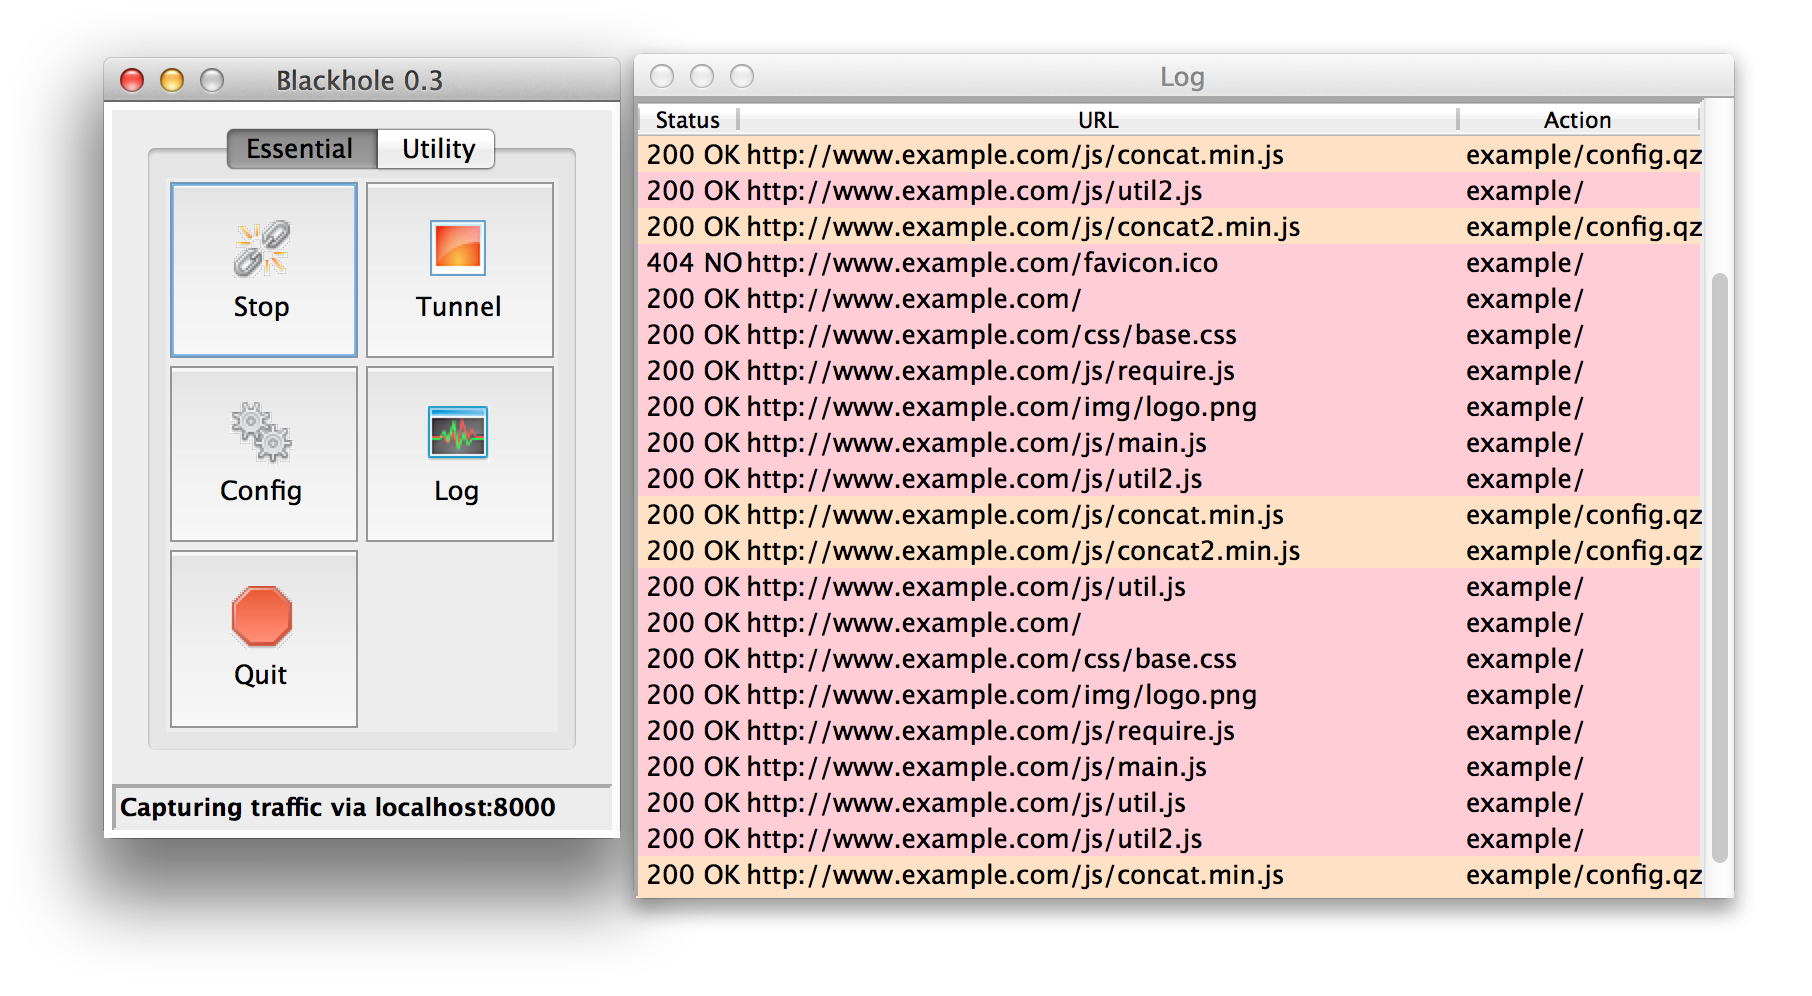 Blackhole 0.3
Essential Utility
Stop Tunnel
Config Log
Quit
Capturing traffic via localhost:8000
Log
Status URL Action
200 OK http://www.example.com/js/concat.min.js example/config.qz
200 OK http://www.example.com/js/util2.js example/
200 OK http://www.example.com/js/concat2.min.js example/config.qz
404 NO http://www.example.com/favicon.ico example/
200 OK http://www.example.com/ example/
200 OK http://www.example.com/css/base.css example/
200 OK http://www.example.com/js/require.js example/
200 OK http://www.example.com/img/logo.png example/
200 OK http://www.example.com/js/main.js example/
200 OK http://www.example.com/js/util2.js example/
200 OK http://www.example.com/js/concat.min.js example/config.qz
200 OK http://www.example.com/js/concat2.min.js example/config.qz
200 OK http://www.example.com/js/util.js example/
200 OK http://www.example.com/ example/
200 OK http://www.example.com/css/base.css example/
200 OK http://www.example.com/img/logo.png example/
200 OK http://www.example.com/js/require.js example/
200 OK http://www.example.com/js/main.js example/
200 OK http://www.example.com/js/util.js example/
200 OK http://www.example.com/js/util2.js example/
200 OK http://www.example.com/js/concat.min.js example/config.qz